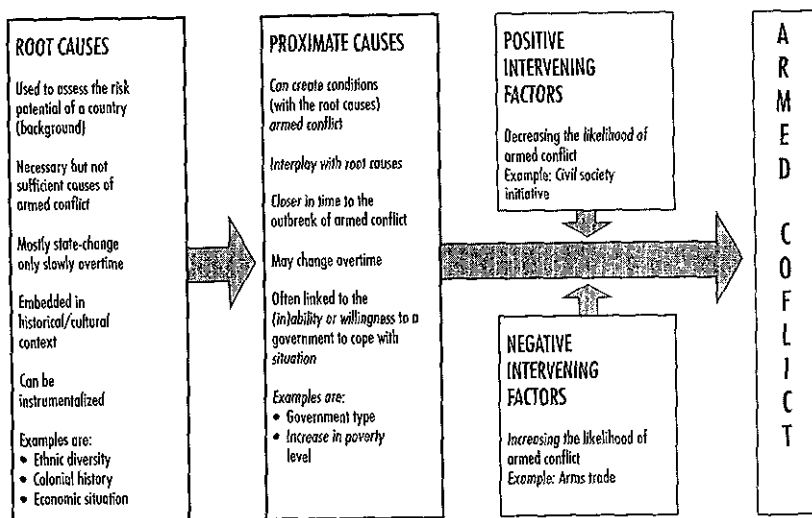 ROOT CAUSES
Used to assess the risk
potential of a country
(background)
Necessary but not
sufficient causes of
armed conflict
Mostly state-change
only slowly overtime
Embedded in
historical/cultural
context
Can be
instrumentalized
Examples are:
• Ethnic diversity
• Colonial history
• Economic situation
PROXIMATE CAUSES
Can create conditions
(with the root causes)
armed conflict
Interplay with root causes
Closer in time to the
outbreak of armed conflict
May change overtime
Often linked to the
(in)ability or willingness to a
government to cope with
situation
Examples are:
• Government type
• Increase in poverty
level
POSITIVE
INTERVENING
FACTORS
Decreasing the likelihood of
armed conflict
Example: Civil society
initiative
NEGATIVE
INTERVENING
FACTORS
Increasing the likelihood of
armed conflict
Example: Arms trade
A
R
M
E
D
C
O
F
L
I
C
T